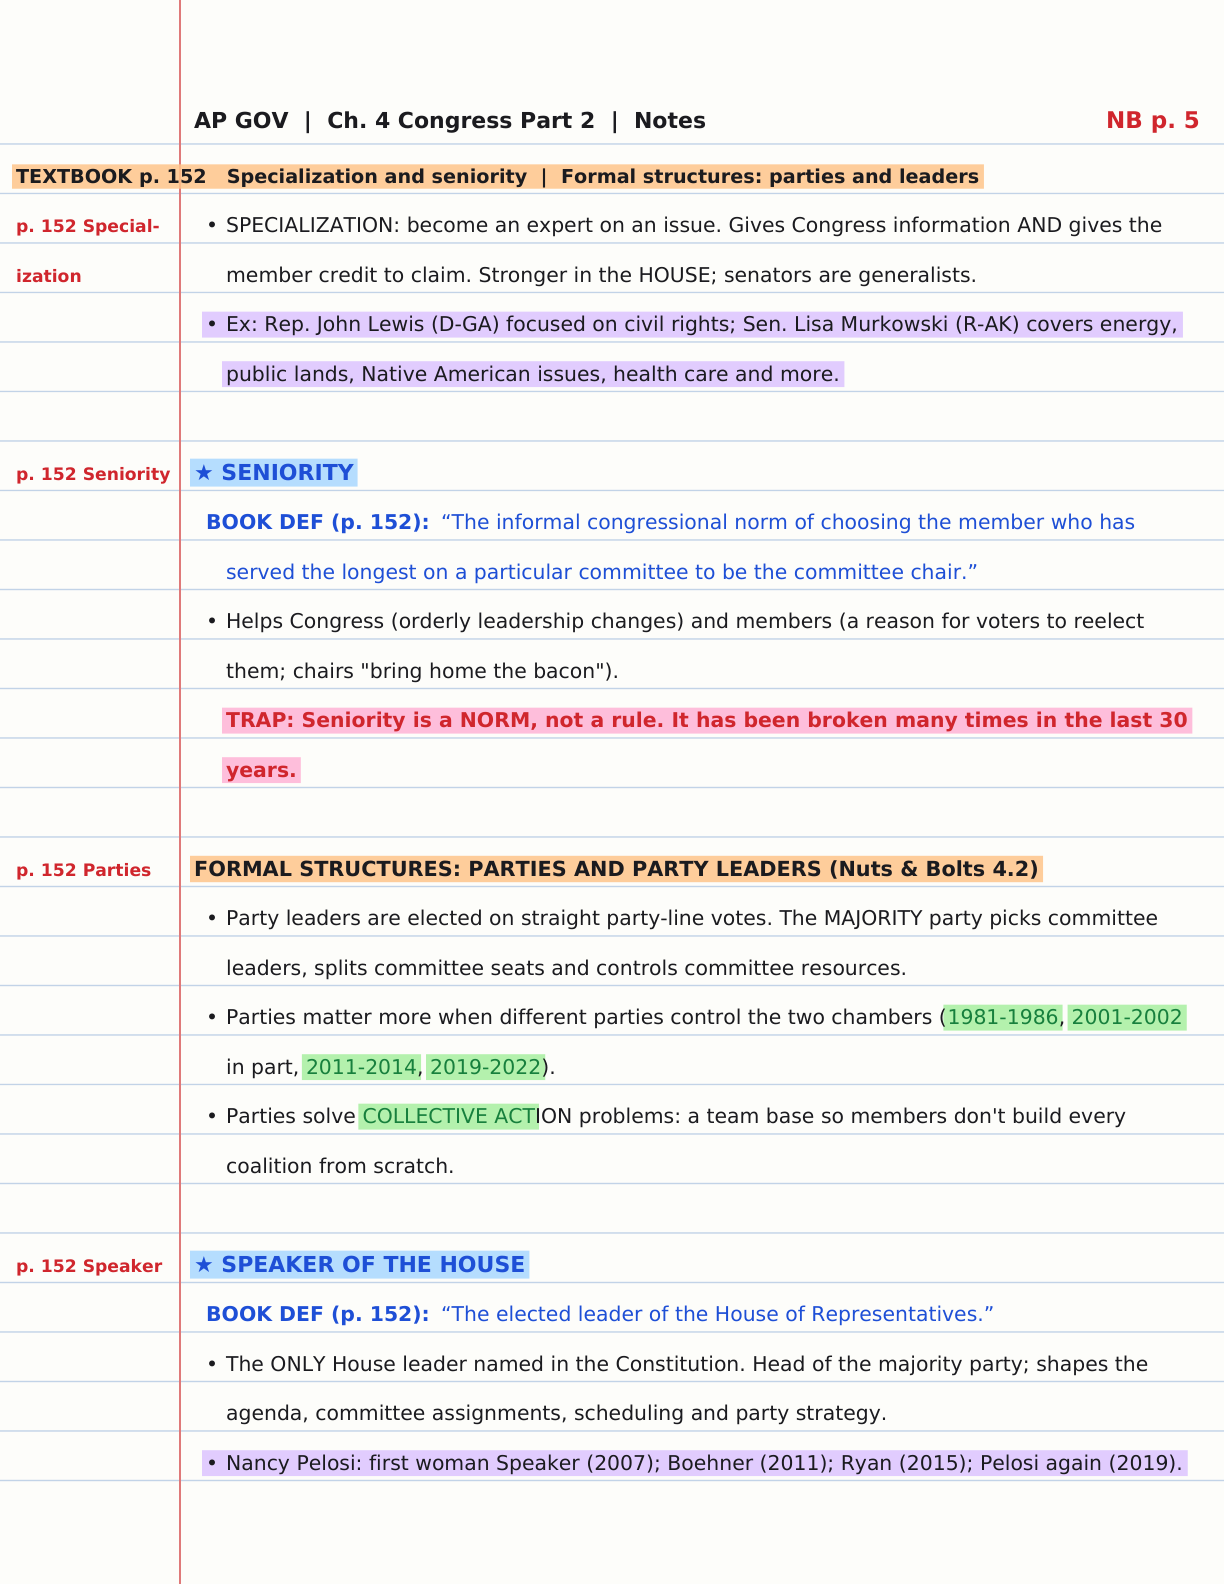 AP GOV | Ch. 4 Congress Part 2 | Notes NB p. 5
TEXTBOOK p. 152 Specialization and seniority | Formal structures: parties and leaders
p. 152 Special- • SPECIALIZATION: become an expert on an issue. Gives Congress information AND gives the
ization member credit to claim. Stronger in the HOUSE; senators are generalists.
• Ex: Rep. John Lewis (D-GA) focused on civil rights; Sen. Lisa Murkowski (R-AK) covers energy,
public lands, Native American issues, health care and more.
p. 152 Seniority ★ SENIORITY
BOOK DEF (p. 152): “The informal congressional norm of choosing the member who has
served the longest on a particular committee to be the committee chair.”
• Helps Congress (orderly leadership changes) and members (a reason for voters to reelect
them; chairs "bring home the bacon").
TRAP: Seniority is a NORM, not a rule. It has been broken many times in the last 30
years.
p. 152 Parties FORMAL STRUCTURES: PARTIES AND PARTY LEADERS (Nuts & Bolts 4.2)
• Party leaders are elected on straight party-line votes. The MAJORITY party picks committee
leaders, splits committee seats and controls committee resources.
• Parties matter more when different parties control the two chambers (1981-1986, 2001-2002
in part, 2011-2014, 2019-2022).
• Parties solve COLLECTIVE ACTION problems: a team base so members don't build every
coalition from scratch.
p. 152 Speaker ★ SPEAKER OF THE HOUSE
BOOK DEF (p. 152): “The elected leader of the House of Representatives.”
• The ONLY House leader named in the Constitution. Head of the majority party; shapes the
agenda, committee assignments, scheduling and party strategy.
• Nancy Pelosi: first woman Speaker (2007); Boehner (2011); Ryan (2015); Pelosi again (2019).